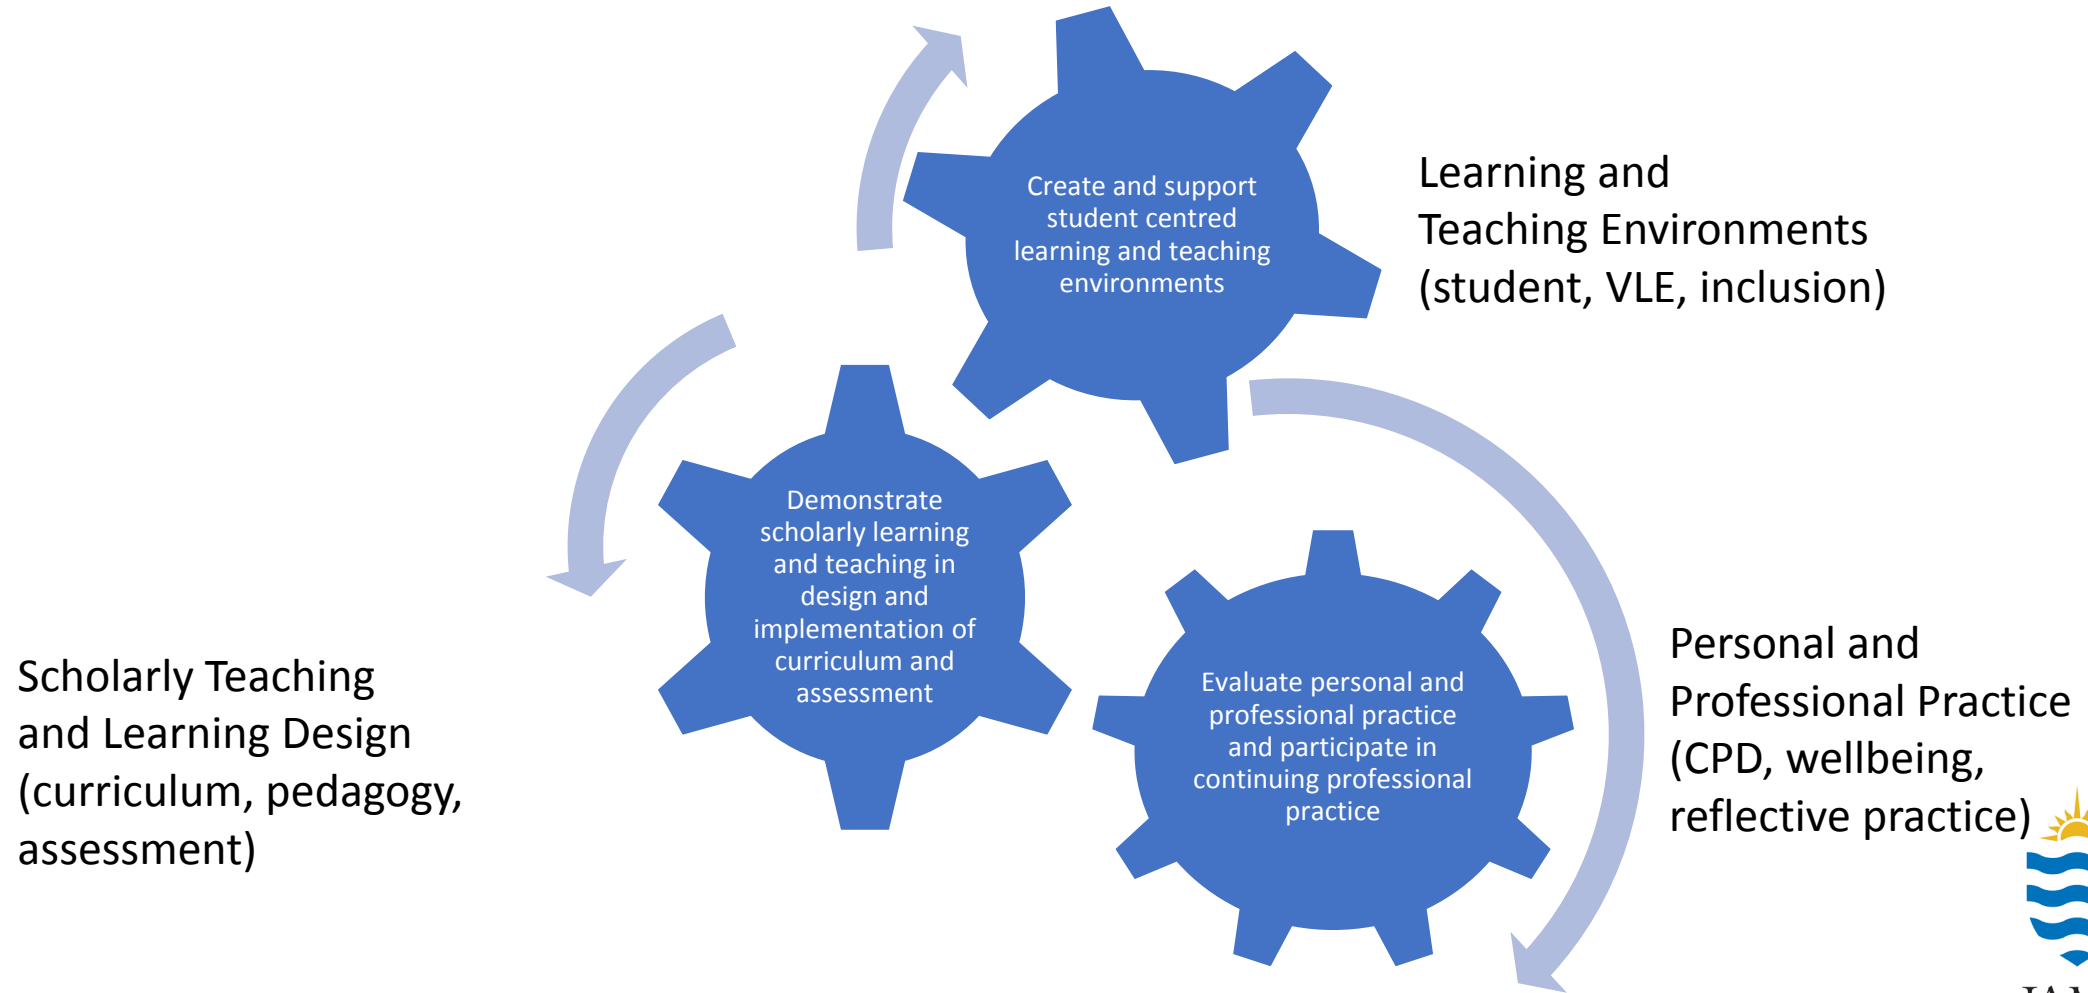 Create and support
student centred
learning and teaching
environments
Learning and
Teaching Environments
(student, VLE, inclusion)
Demonstrate
scholarly learning
and teaching in
design and
implementation of
curriculum and
assessment
Scholarly Teaching
and Learning Design
(curriculum, pedagogy,
assessment)
Evaluate personal and
professional practice
and participate in
continuing professional
practice
Personal and
Professional Practice
(CPD, wellbeing,
reflective practice)